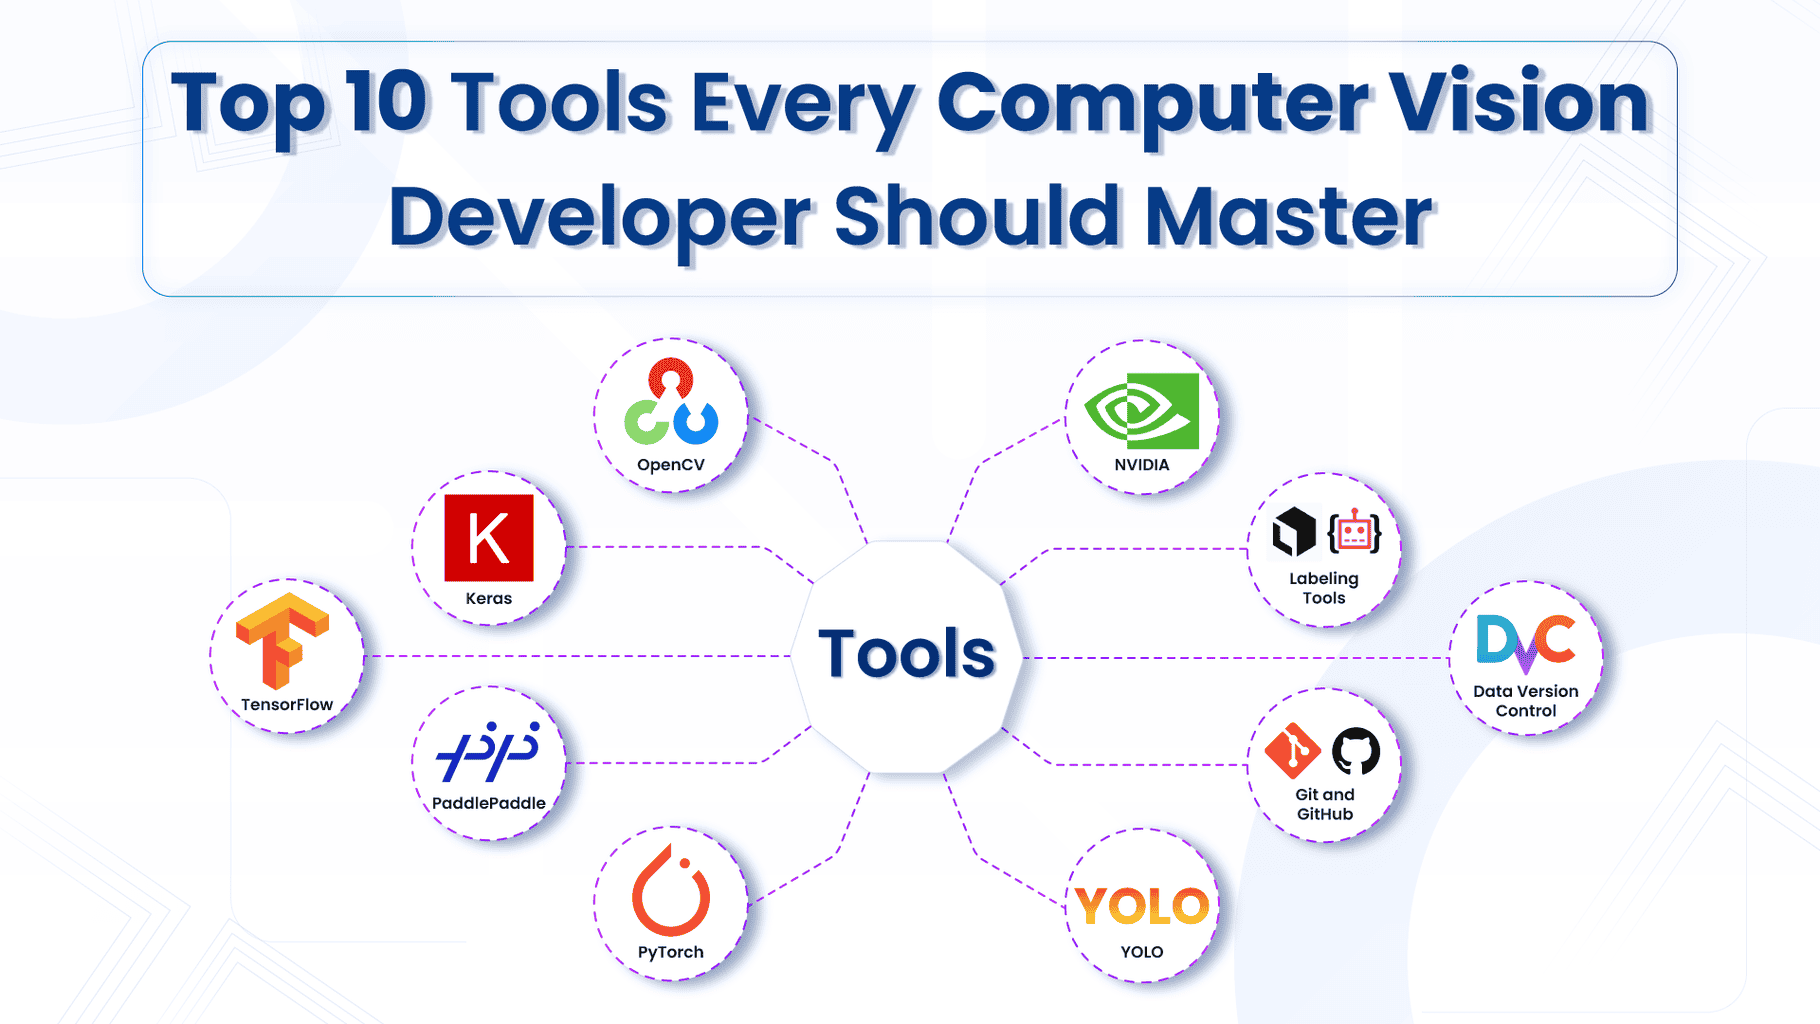 Top 10 Tools Every Computer Vision
Developer Should Master
OpenCV
NVIDIA
K
Keras
Labeling
Tools
TensorFlow
Tools
DVC
Data Version
Control
PaddlePaddle
Git and
GitHub
PyTorch
YOLO
YOLO